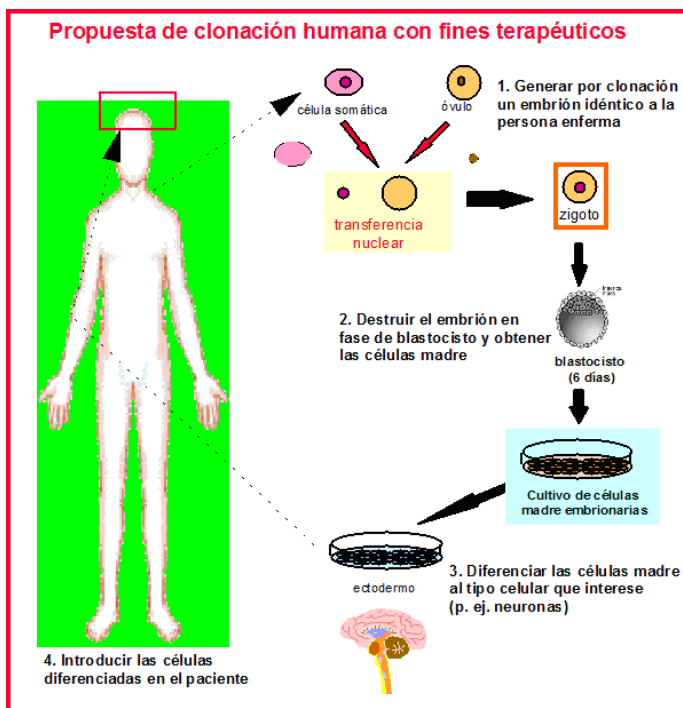 Propuesta de clonación humana con fines terapéuticos
célula somática
óvulo
1. Generar por clonación
un embrión idéntico a la
persona enferma
transferencia
nuclear
zigoto
2. Destruir el embrión en
fase de blastocisto y obtener
las células madre
blastocisto
(6 días)
Cultivo de células
madre embrionarias
ectodermo
3. Diferenciar las células madre
al tipo celular que interese
(p. ej. neuronas)
4. Introducir las células
diferenciadas en el paciente